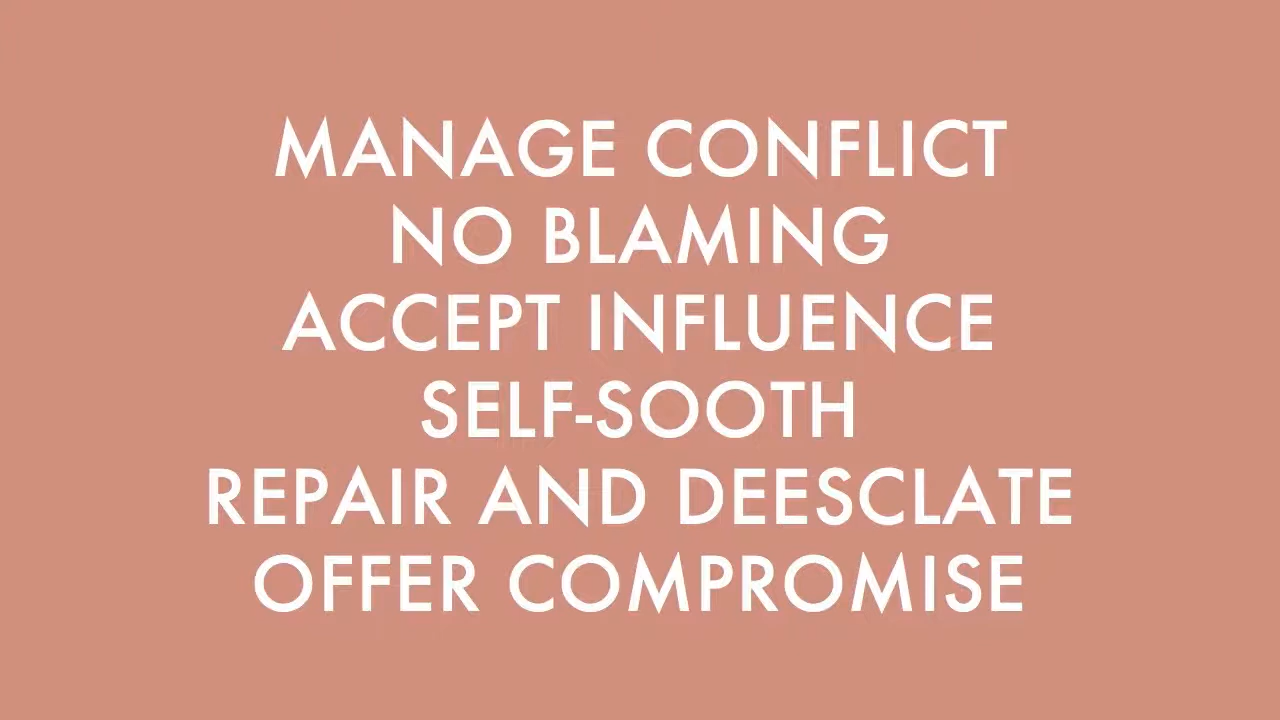 MANAGE CONFLICT
NO BLAMING
ACCEPT INFLUENCE
SELF-SOOTH
REPAIR AND DEESCLATE
OFFER COMPROMISE